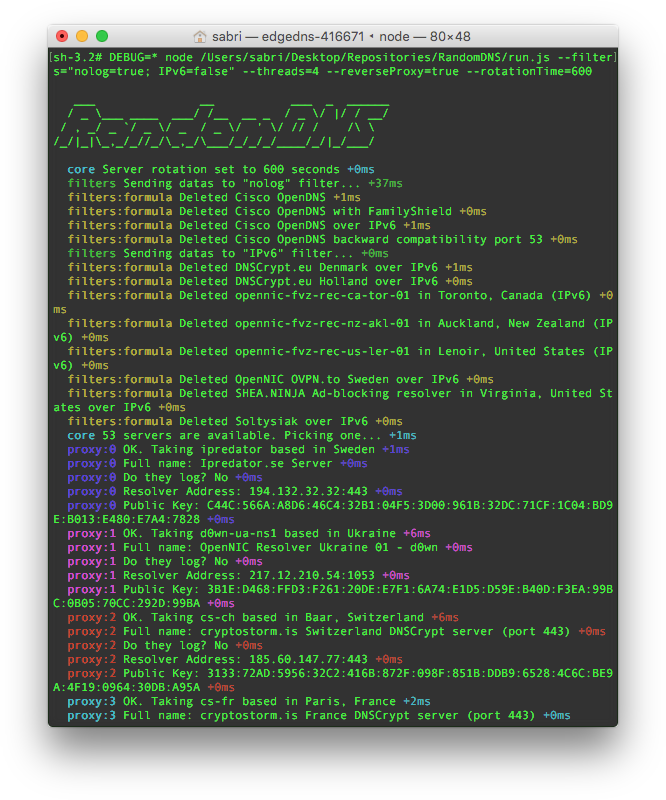 sabri — edgedns-416671 • node — 80×48
[sh-3.2# DEBUG=* node /Users/sabri/Desktop/Repositories/RandomDNS/run.js --filter]
s="nolog=true; IPv6=false" --threads=4 --reverseProxy=true --rotationTime=600
RandomDNS
core Server rotation set to 600 seconds +0ms
filters Sending datas to "nolog" filter... +37ms
filters:formula Deleted Cisco OpenDNS +1ms
filters:formula Deleted Cisco OpenDNS with FamilyShield +0ms
filters:formula Deleted Cisco OpenDNS over IPv6 +1ms
filters:formula Deleted Cisco OpenDNS backward compatibility port 53 +0ms
filters Sending datas to "IPv6" filter... +0ms
filters:formula Deleted DNSCrypt.eu Denmark over IPv6 +1ms
filters:formula Deleted DNSCrypt.eu Holland over IPv6 +0ms
filters:formula Deleted opennic-fvz-rec-ca-tor-01 in Toronto, Canada (IPv6) +0
ms
filters:formula Deleted opennic-fvz-rec-nz-akl-01 in Auckland, New Zealand (IP
v6) +0ms
filters:formula Deleted opennic-fvz-rec-us-ler-01 in Lenoir, United States (IP
v6) +0ms
filters:formula Deleted OpenNIC OVPN.to Sweden over IPv6 +0ms
filters:formula Deleted SHEA.NINJA Ad-blocking resolver in Virginia, United St
ates over IPv6 +0ms
filters:formula Deleted Soltysiak over IPv6 +0ms
core 53 servers are available. Picking one... +1ms
proxy:0 OK. Taking ipredator based in Sweden +1ms
proxy:0 Full name: Ipredator.se Server +0ms
proxy:0 Do they log? No +0ms
proxy:0 Resolver Address: 194.132.32.32:443 +0ms
proxy:0 Public Key: C44C:566A:A8D6:46C4:32B1:04F5:3D00:961B:32DC:71CF:1C04:BD9
E:B013:E480:E7A4:7828 +0ms
proxy:1 OK. Taking d0wn-ua-ns1 based in Ukraine +6ms
proxy:1 Full name: OpenNIC Resolver Ukraine 01 - d0wn +0ms
proxy:1 Do they log? No +0ms
proxy:1 Resolver Address: 217.12.210.54:1053 +0ms
proxy:1 Public Key: 3B1E:D468:FFD3:F261:20DE:E7F1:6A74:E1D5:D59E:B40D:F3EA:99B
C:0B05:70CC:292D:99BA +0ms
proxy:2 OK. Taking cs-ch based in Baar, Switzerland +6ms
proxy:2 Full name: cryptostorm.is Switzerland DNSCrypt server (port 443) +0ms
proxy:2 Do they log? No +0ms
proxy:2 Resolver Address: 185.60.147.77:443 +0ms
proxy:2 Public Key: 3133:72AD:5956:32C2:416B:872F:098F:851B:DDB9:6528:4C6C:BE9
A:4F19:0964:30DB:A95A +0ms
proxy:3 OK. Taking cs-fr based in Paris, France +2ms
proxy:3 Full name: cryptostorm.is France DNSCrypt server (port 443) +0ms